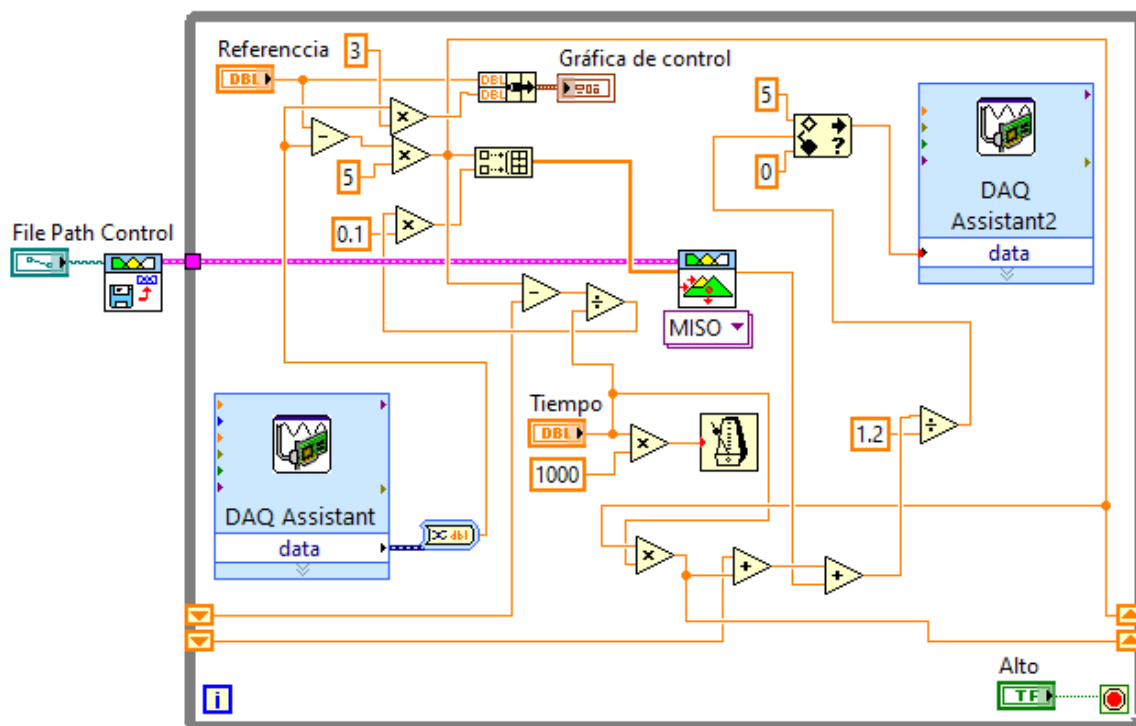 Referenccia
3
DBL
DBL
DBL
Gráfica de control
5
5
0
DAQ
Assistant2
data
0.1
File Path Control
MISO
Tiempo
DBL
1000
1.2
DAQ Assistant
data
dbl
Alto
TF
i